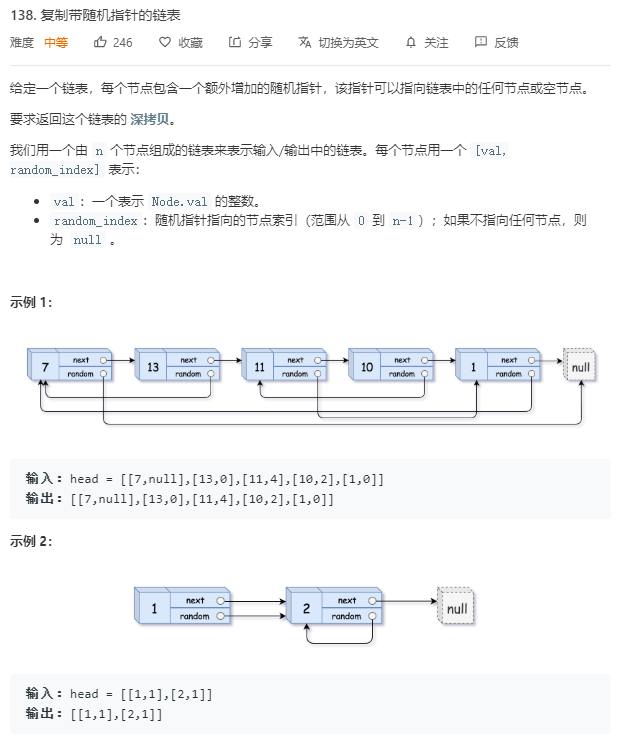 138. 复制带随机指针的链表
难度 中等 246 收藏 分享 切换为英文 关注 反馈
给定一个链表，每个节点包含一个额外增加的随机指针，该指针可以指向链表中的任何节点或空节点。
要求返回这个链表的 深拷贝。
我们用一个由 n 个节点组成的链表来表示输入/输出中的链表。每个节点用一个 [val,
random_index] 表示：
• val：一个表示 Node.val 的整数。
• random_index：随机指针指向的节点索引（范围从 0 到 n-1）；如果不指向任何节点，则
为 null 。
示例 1：
7 next random 13 next random 11 next random 10 next random 1 next random null
输入：head = [[7,null],[13,0],[11,4],[10,2],[1,0]]
输出：[[7,null],[13,0],[11,4],[10,2],[1,0]]
示例 2：
1 next random 2 next random null
输入：head = [[1,1],[2,1]]
输出：[[1,1],[2,1]]